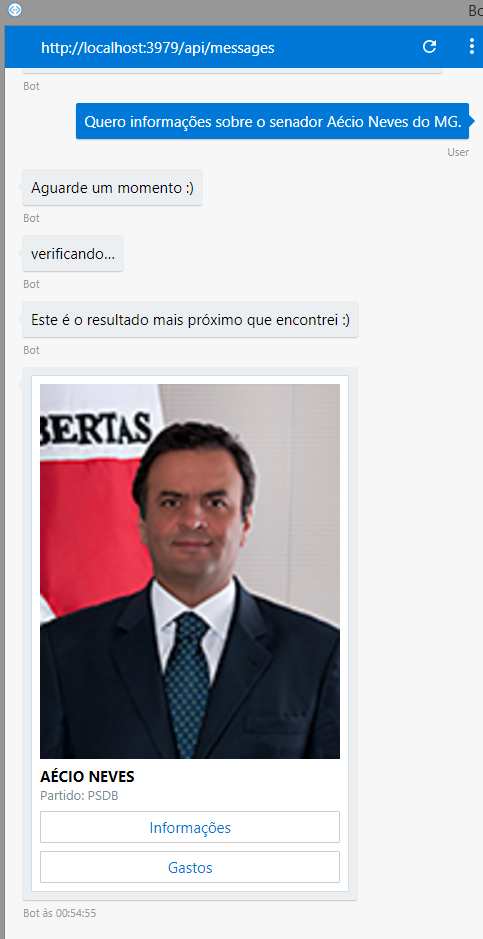 Bo
http://localhost:3979/api/messages
Bot
Quero informações sobre o senador Aécio Neves do MG.
User
Aguarde um momento :)
Bot
verificando...
Bot
Este é o resultado mais próximo que encontrei :)
Bot
BERTAS
AÉCIO NEVES
Partido: PSDB
Informações
Gastos
Bot às 00:54:55